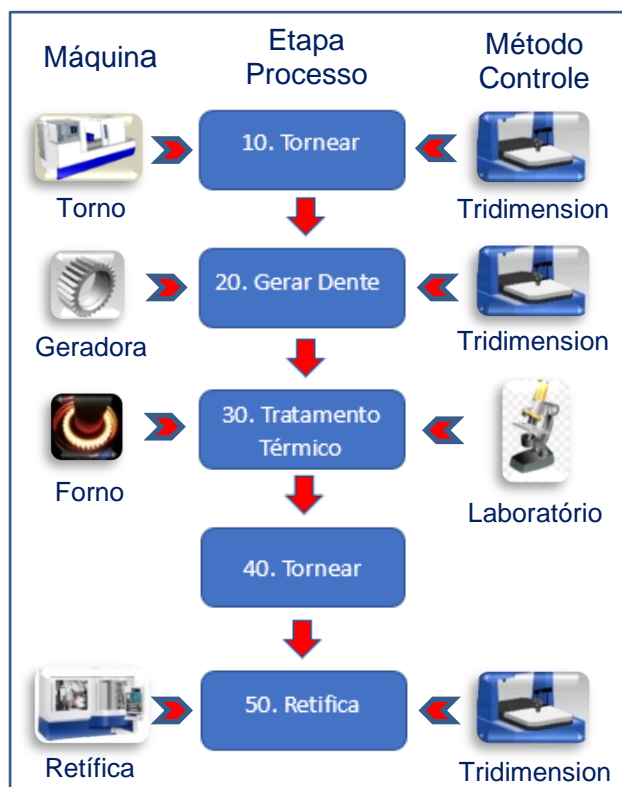 Máquina
Etapa
Processo
Método
Controle
10. Tornear
Torno
Tridimension
20. Gerar Dente
Geradora
Tridimension
30. Tratamento
Térmico
Forno
Laboratório
40. Tornear
50. Retifica
Retífica
Tridimension